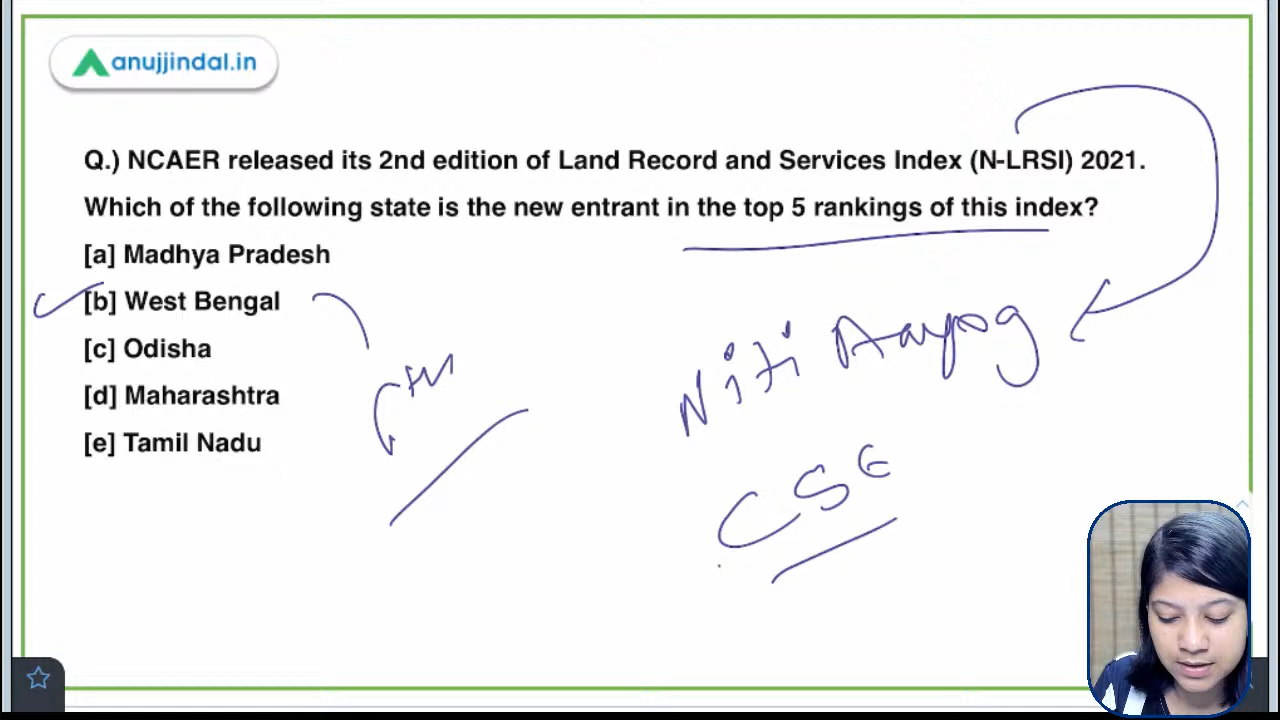 anujjindal.in
Q.) NCAER released its 2nd edition of Land Record and Services Index (N-LRSI) 2021.
Which of the following state is the new entrant in the top 5 rankings of this index?
[a] Madhya Pradesh
[b] West Bengal
[c] Odisha
[d] Maharashtra
[e] Tamil Nadu
Niti Aayog
CSE